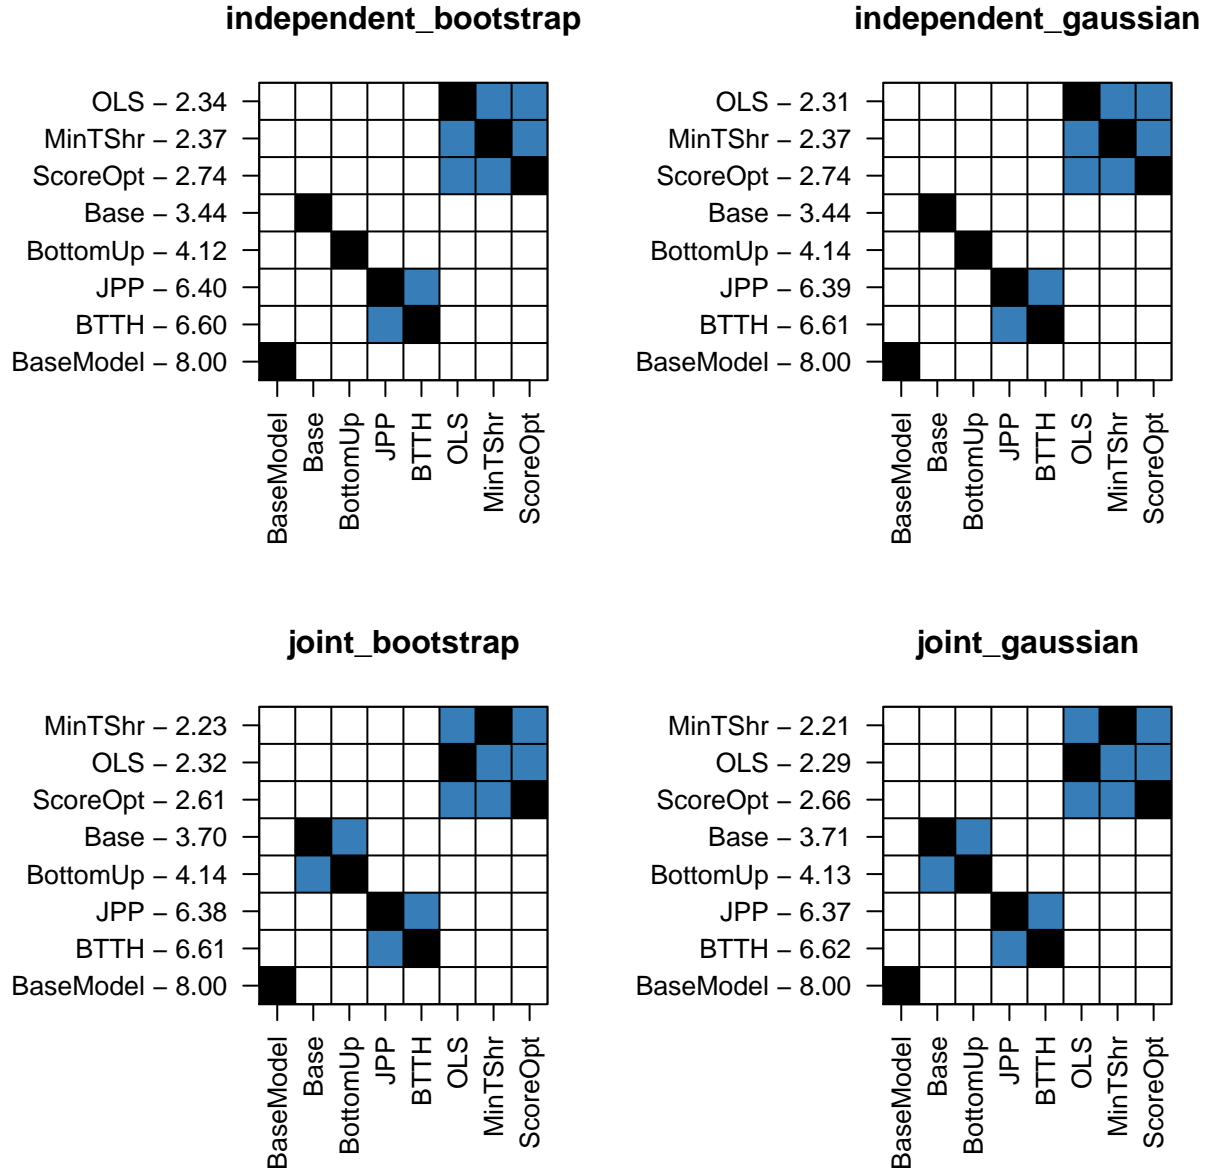 independent_bootstrap
OLS – 2.34
MinTShr – 2.37
ScoreOpt – 2.74
Base – 3.44
BottomUp – 4.12
JPP – 6.40
BTTH – 6.60
BaseModel – 8.00
BaseModel
Base
BottomUp
JPP
BTTH
OLS
MinTShr
ScoreOpt
independent_gaussian
OLS – 2.31
MinTShr – 2.37
ScoreOpt – 2.74
Base – 3.44
BottomUp – 4.14
JPP – 6.39
BTTH – 6.61
BaseModel – 8.00
BaseModel
Base
BottomUp
JPP
BTTH
OLS
MinTShr
ScoreOpt
joint_bootstrap
MinTShr – 2.23
OLS – 2.32
ScoreOpt – 2.61
Base – 3.70
BottomUp – 4.14
JPP – 6.38
BTTH – 6.61
BaseModel – 8.00
BaseModel
Base
BottomUp
JPP
BTTH
OLS
MinTShr
ScoreOpt
joint_gaussian
MinTShr – 2.21
OLS – 2.29
ScoreOpt – 2.66
Base – 3.71
BottomUp – 4.13
JPP – 6.37
BTTH – 6.62
BaseModel – 8.00
BaseModel
Base
BottomUp
JPP
BTTH
OLS
MinTShr
ScoreOpt